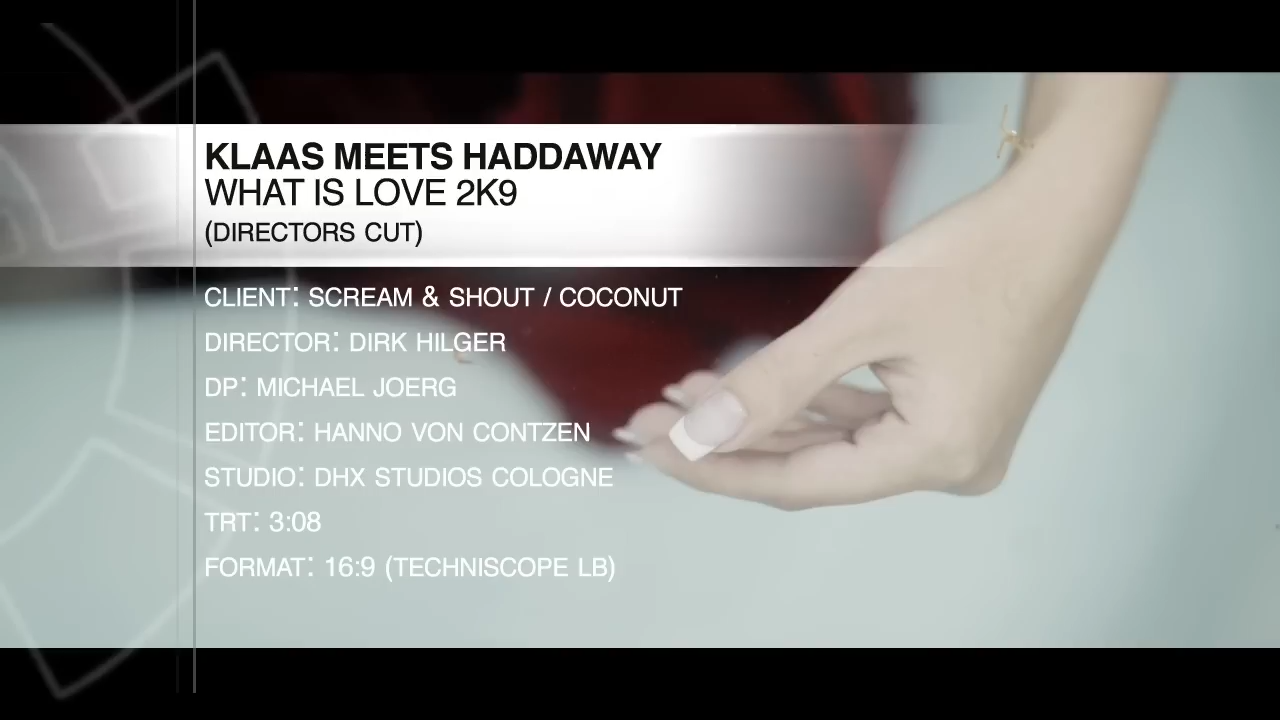 KLAAS MEETS HADDAWAY
WHAT IS LOVE 2K9
(DIRECTORS CUT)
CLIENT: SCREAM & SHOUT / COCONUT
DIRECTOR: DIRK HILGER
DP: MICHAEL JOERG
EDITOR: HANNO VON CONTZEN
STUDIO: DHX STUDIOS COLOGNE
TRT: 3:08
FORMAT: 16:9 (TECHNISCOPE LB)